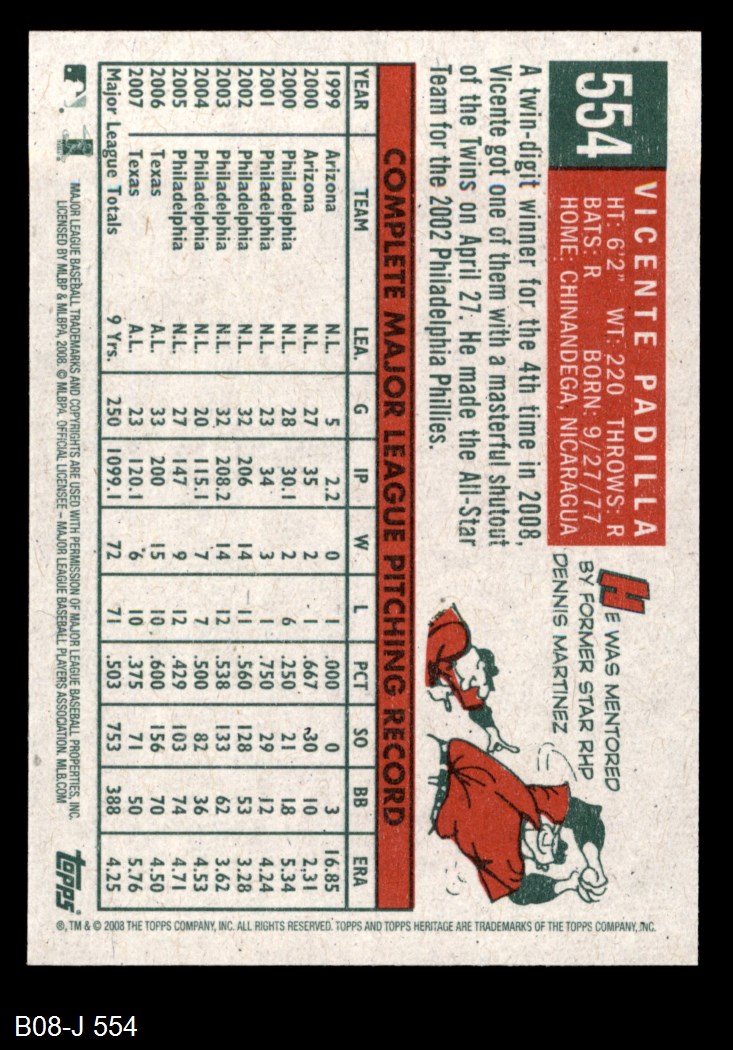 554
VICENTE PADILLA
HT: 6'2" WT: 220 THROWS: R
BATS: R BORN: 9/27/77
HOME: CHINANDEGA, NICARAGUA
HE WAS MENTORED
BY FORMER STAR RHP
DENNIS MARTINEZ
A twin-digit winner for the 4th time in 2008,
Vicente got one of them with a masterful shutout
of the Twins on April 27. He made the All-Star
Team for the 2002 Philadelphia Phillies.
COMPLETE MAJOR LEAGUE PITCHING RECORD
YEAR TEAM LEA. G IP W L PCT SO BB ERA
1999 Arizona N.L. 5 2.2 0 1 .000 0 3 16.85
2000 Arizona N.L. 27 35 2 1 .667 30 10 2.31
2000 Philadelphia N.L. 28 30.1 2 6 .250 21 18 5.34
2001 Philadelphia N.L. 23 34 3 1 .750 29 12 4.24
2002 Philadelphia N.L. 32 206 14 11 .560 128 53 3.28
2003 Philadelphia N.L. 32 208.2 14 12 .538 133 62 3.62
2004 Philadelphia N.L. 20 115.1 7 7 .500 82 36 4.53
2005 Philadelphia N.L. 27 147 9 12 .429 103 74 4.71
2006 Texas A.L. 33 200 15 10 .600 156 70 4.50
2007 Texas A.L. 23 120.1 6 10 .375 71 50 5.76
Major League Totals 9 Yrs. 250 1099.1 72 71 .503 753 388 4.25
MAJOR LEAGUE BASEBALL TRADEMARKS AND COPYRIGHTS ARE USED WITH PERMISSION OF MAJOR LEAGUE BASEBALL PROPERTIES, INC.
LICENSED BY MLBP & MLBPA, 2008. © MLBPA. OFFICIAL LICENSEE – MAJOR LEAGUE BASEBALL PLAYERS ASSOCIATION. MLB.COM
topps
®, TM & © 2008 THE TOPPS COMPANY, INC. ALL RIGHTS RESERVED. TOPPS AND TOPPS HERITAGE ARE TRADEMARKS OF THE TOPPS COMPANY, INC.
B08-J 554